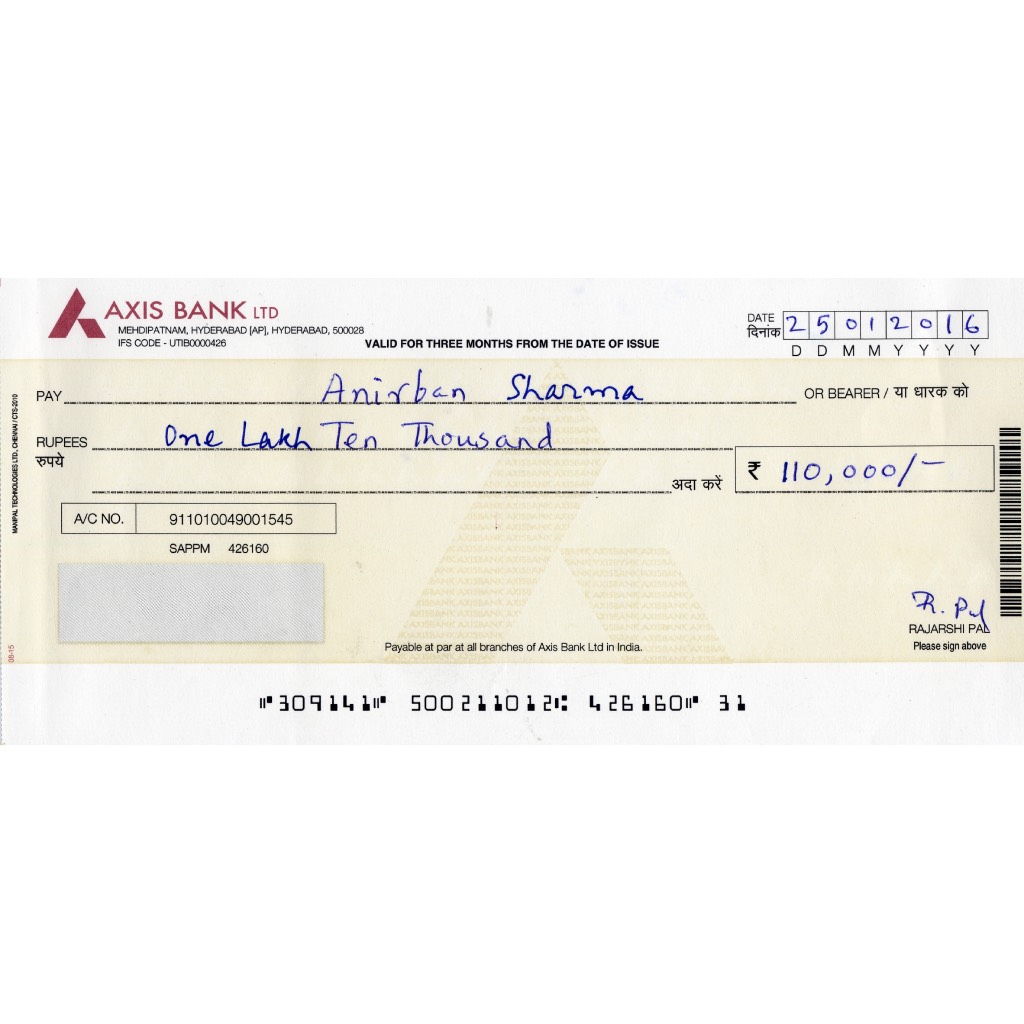 AXIS BANK LTD
MEHDIPATNAM, HYDERABAD [AP], HYDERABAD, 500028
IFS CODE - UTIB0000426
VALID FOR THREE MONTHS FROM THE DATE OF ISSUE
DATE
दिनांक 2 5 0 1 2 0 1 6
D D M M Y Y Y Y
PAY Anirban Sharma OR BEARER / या धारक को
RUPEES One Lakh Ten Thousand
रुपये
अदा करें ₹ 110,000/-
A/C NO. 911010049001545
SAPPM 426160
R. Pal
RAJARSHI PAL
Please sign above
Payable at par at all branches of Axis Bank Ltd in India.
⑈309141⑈ 500211012⑆ 426160⑈ 31
MANIPAL TECHNOLOGIES LTD., CHENNAI / CTS-2010
08-15